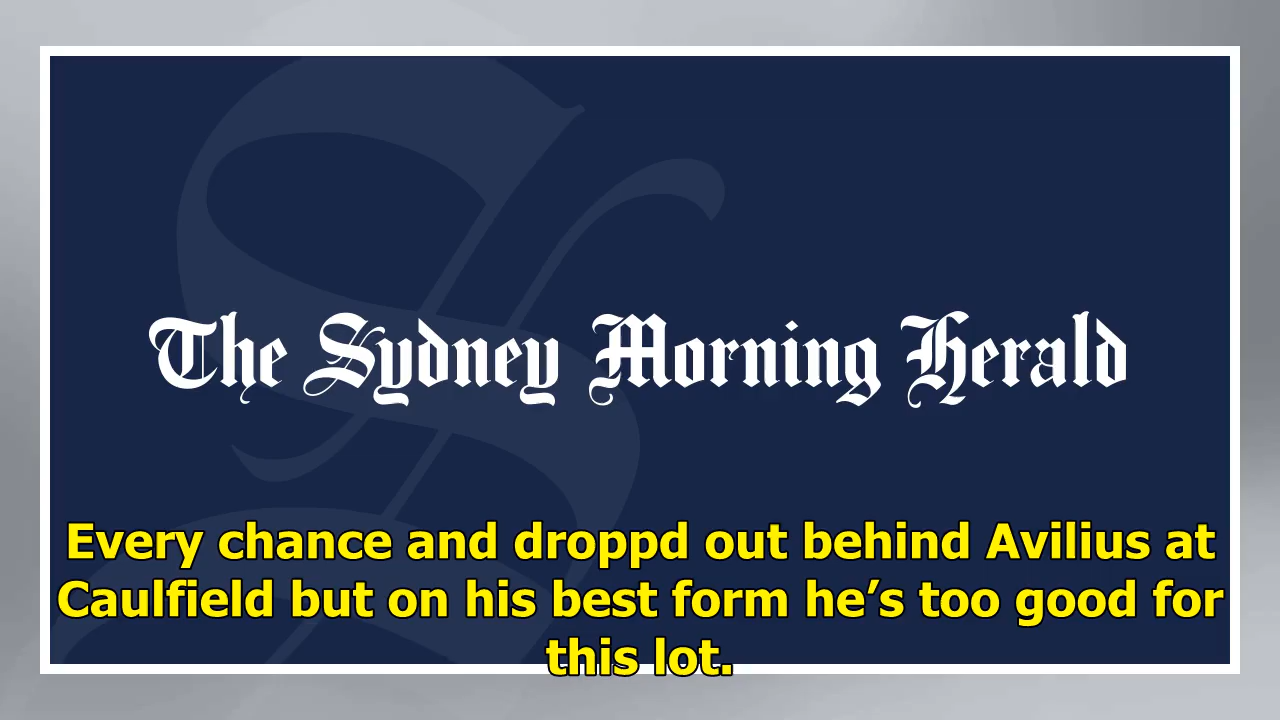 The Sydney Morning Herald
Every chance and droppd out behind Avilius at
Caulfield but on his best form he’s too good for
this lot.